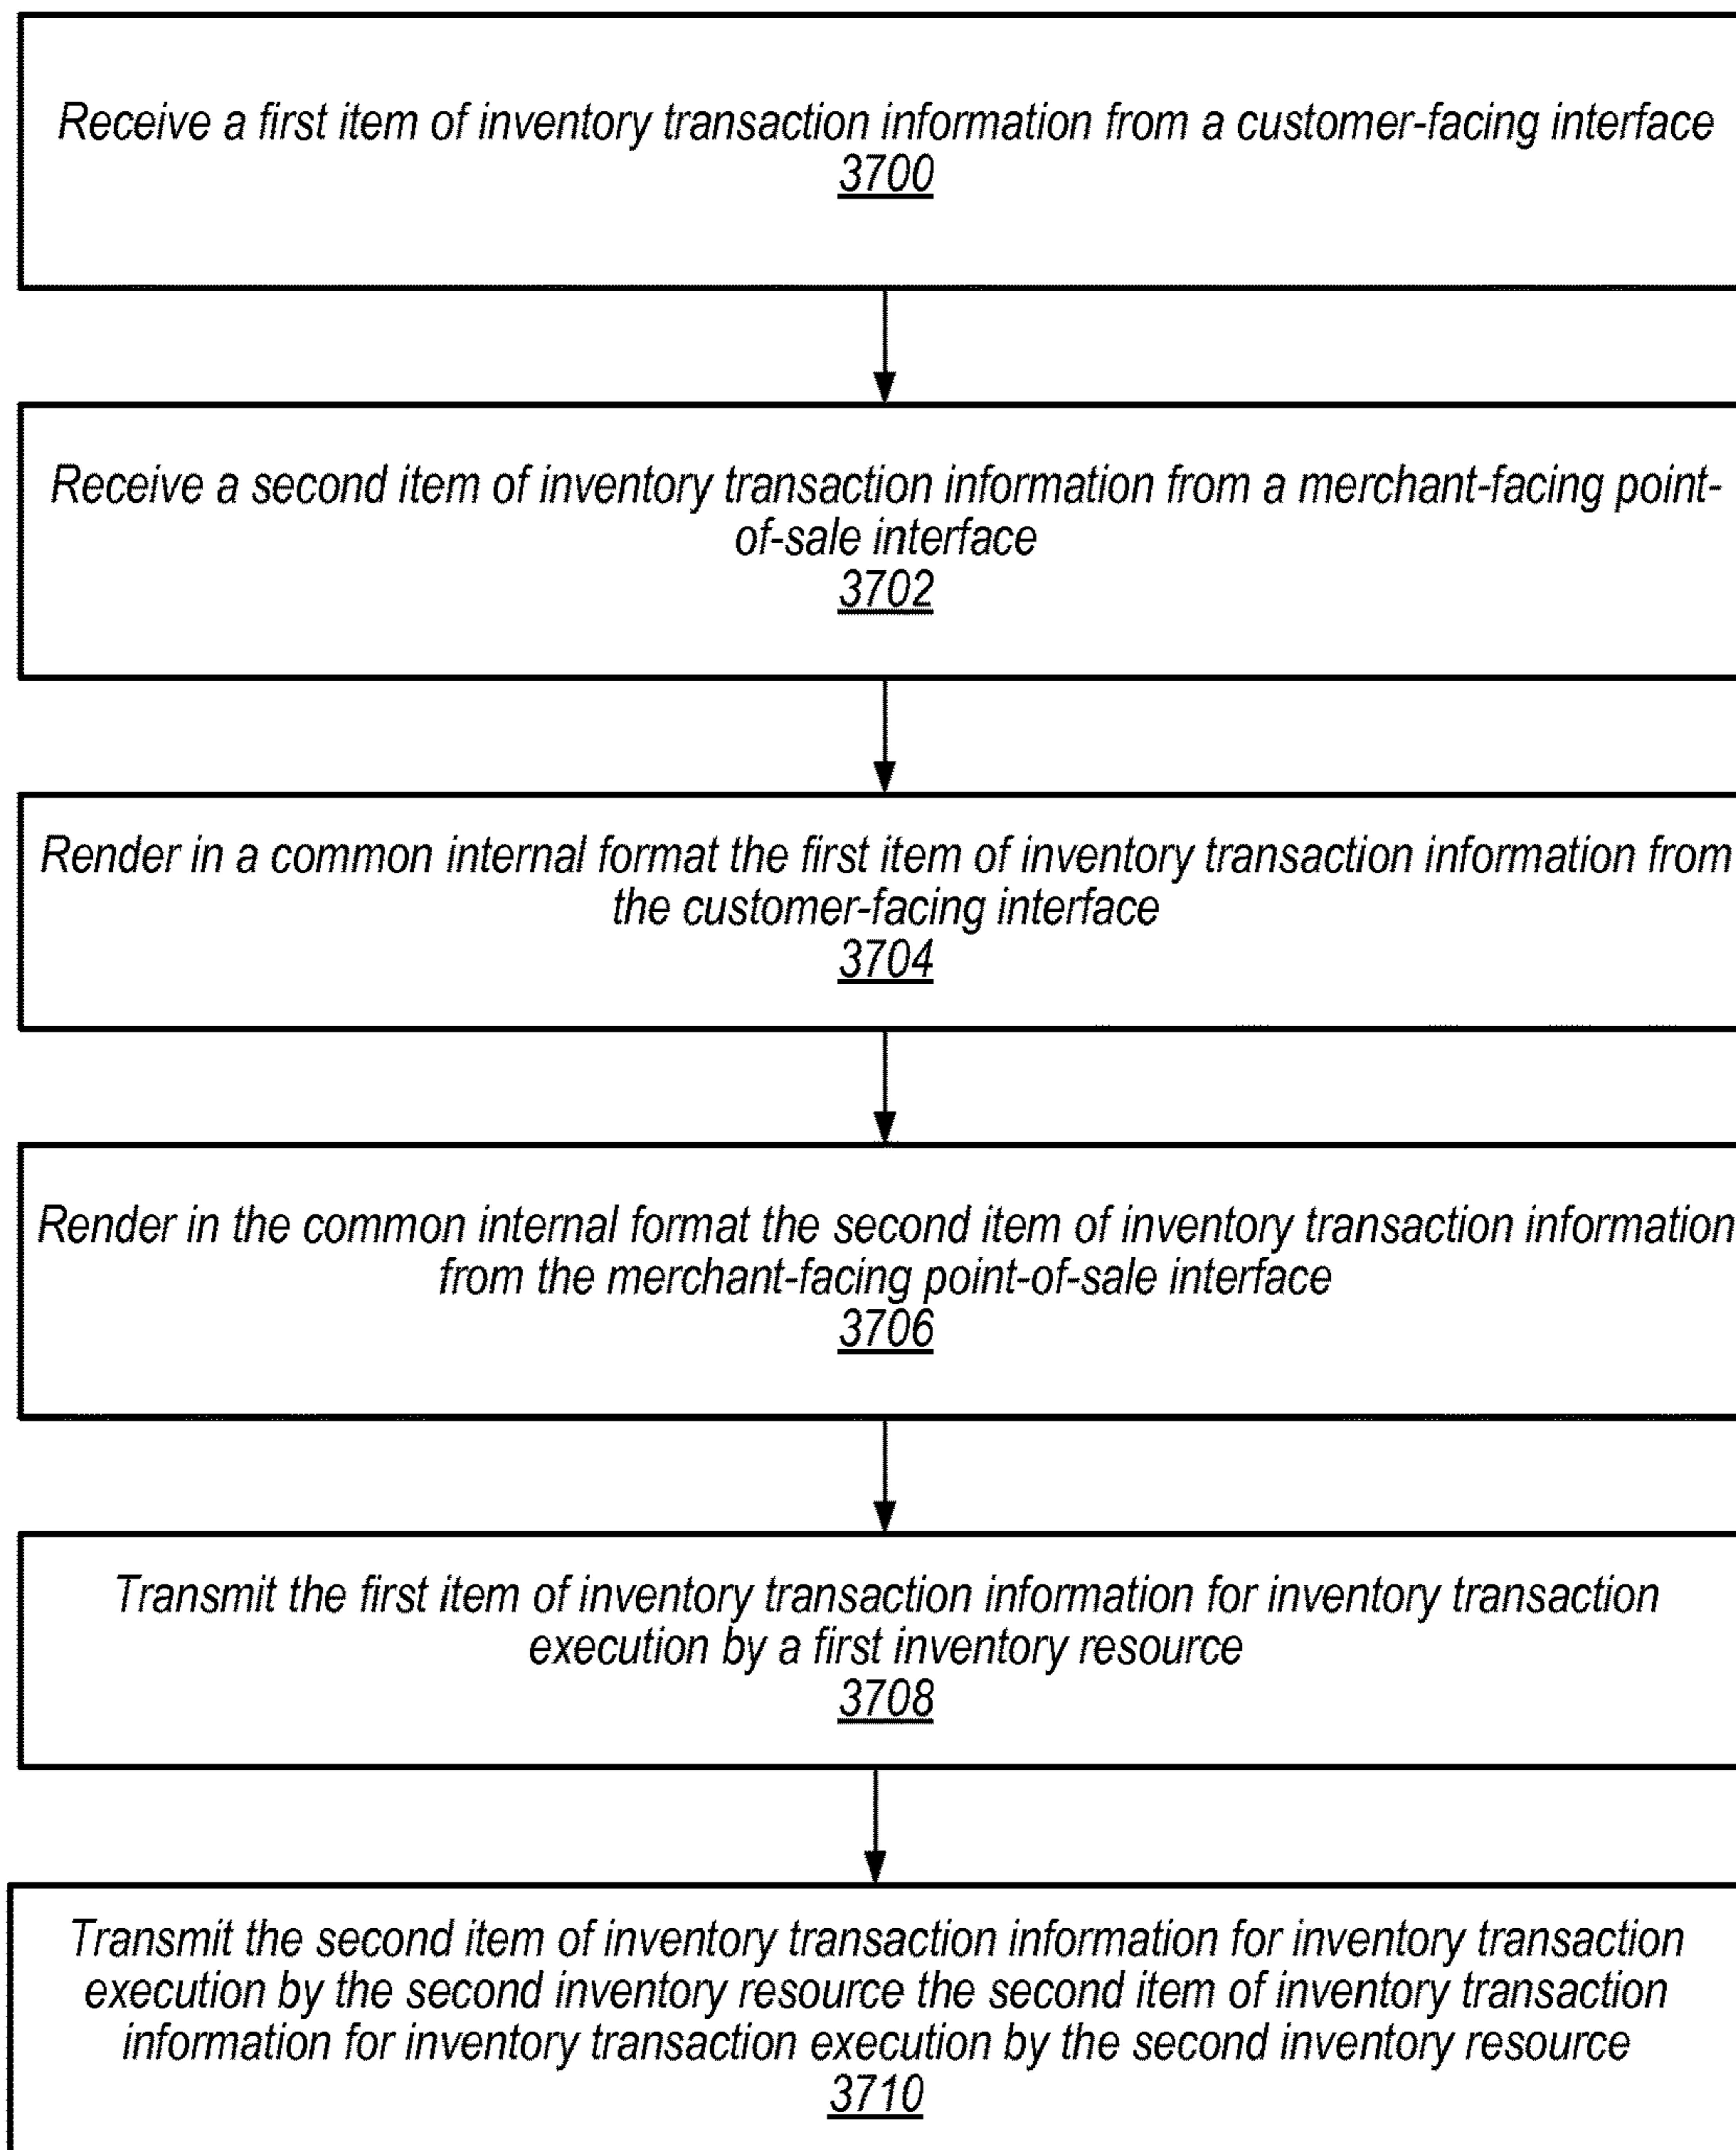 Receive a first item of inventory transaction information from a customer-facing interface
3700
Receive a second item of inventory transaction information from a merchant-facing point-
of-sale interface
3702
Render in a common internal format the first item of inventory transaction information from
the customer-facing interface
3704
Render in the common internal format the second item of inventory transaction information
from the merchant-facing point-of-sale interface
3706
Transmit the first item of inventory transaction information for inventory transaction
execution by a first inventory resource
3708
Transmit the second item of inventory transaction information for inventory transaction
execution by the second inventory resource the second item of inventory transaction
information for inventory transaction execution by the second inventory resource
3710